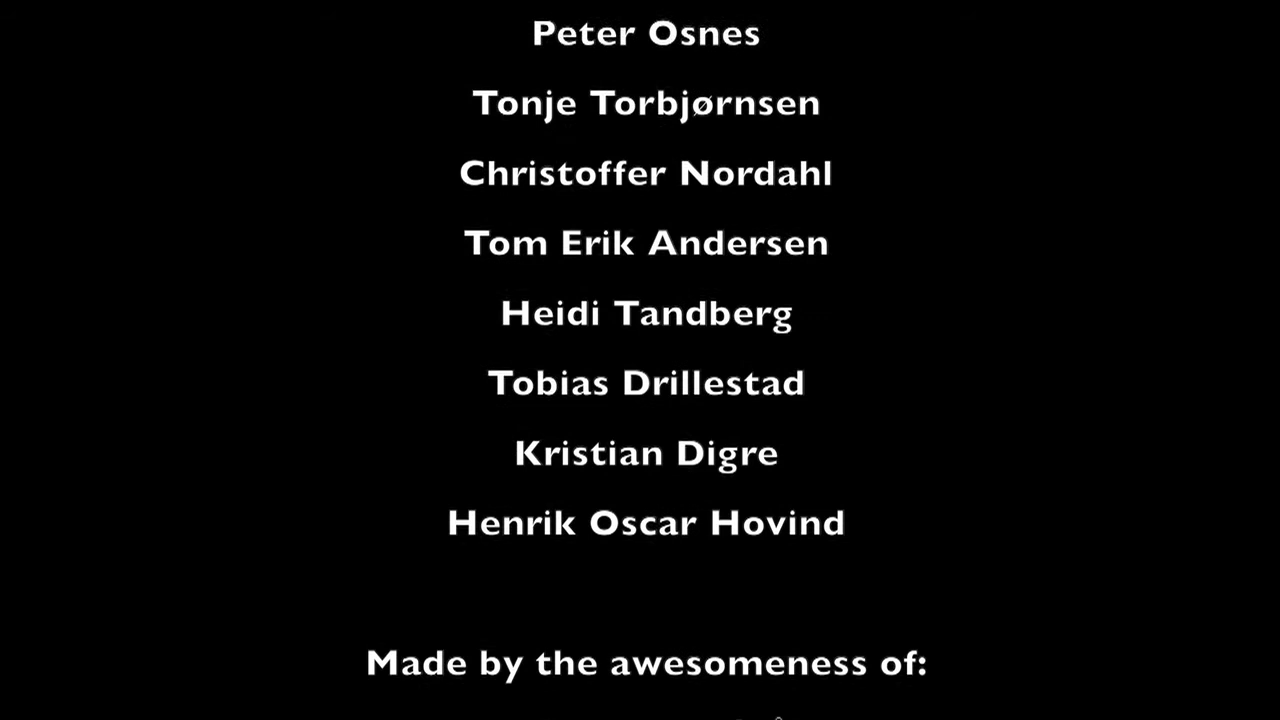 Peter Osnes
Tonje Torbjørnsen
Christoffer Nordahl
Tom Erik Andersen
Heidi Tandberg
Tobias Drillestad
Kristian Digre
Henrik Oscar Hovind
Made by the awesomeness of: